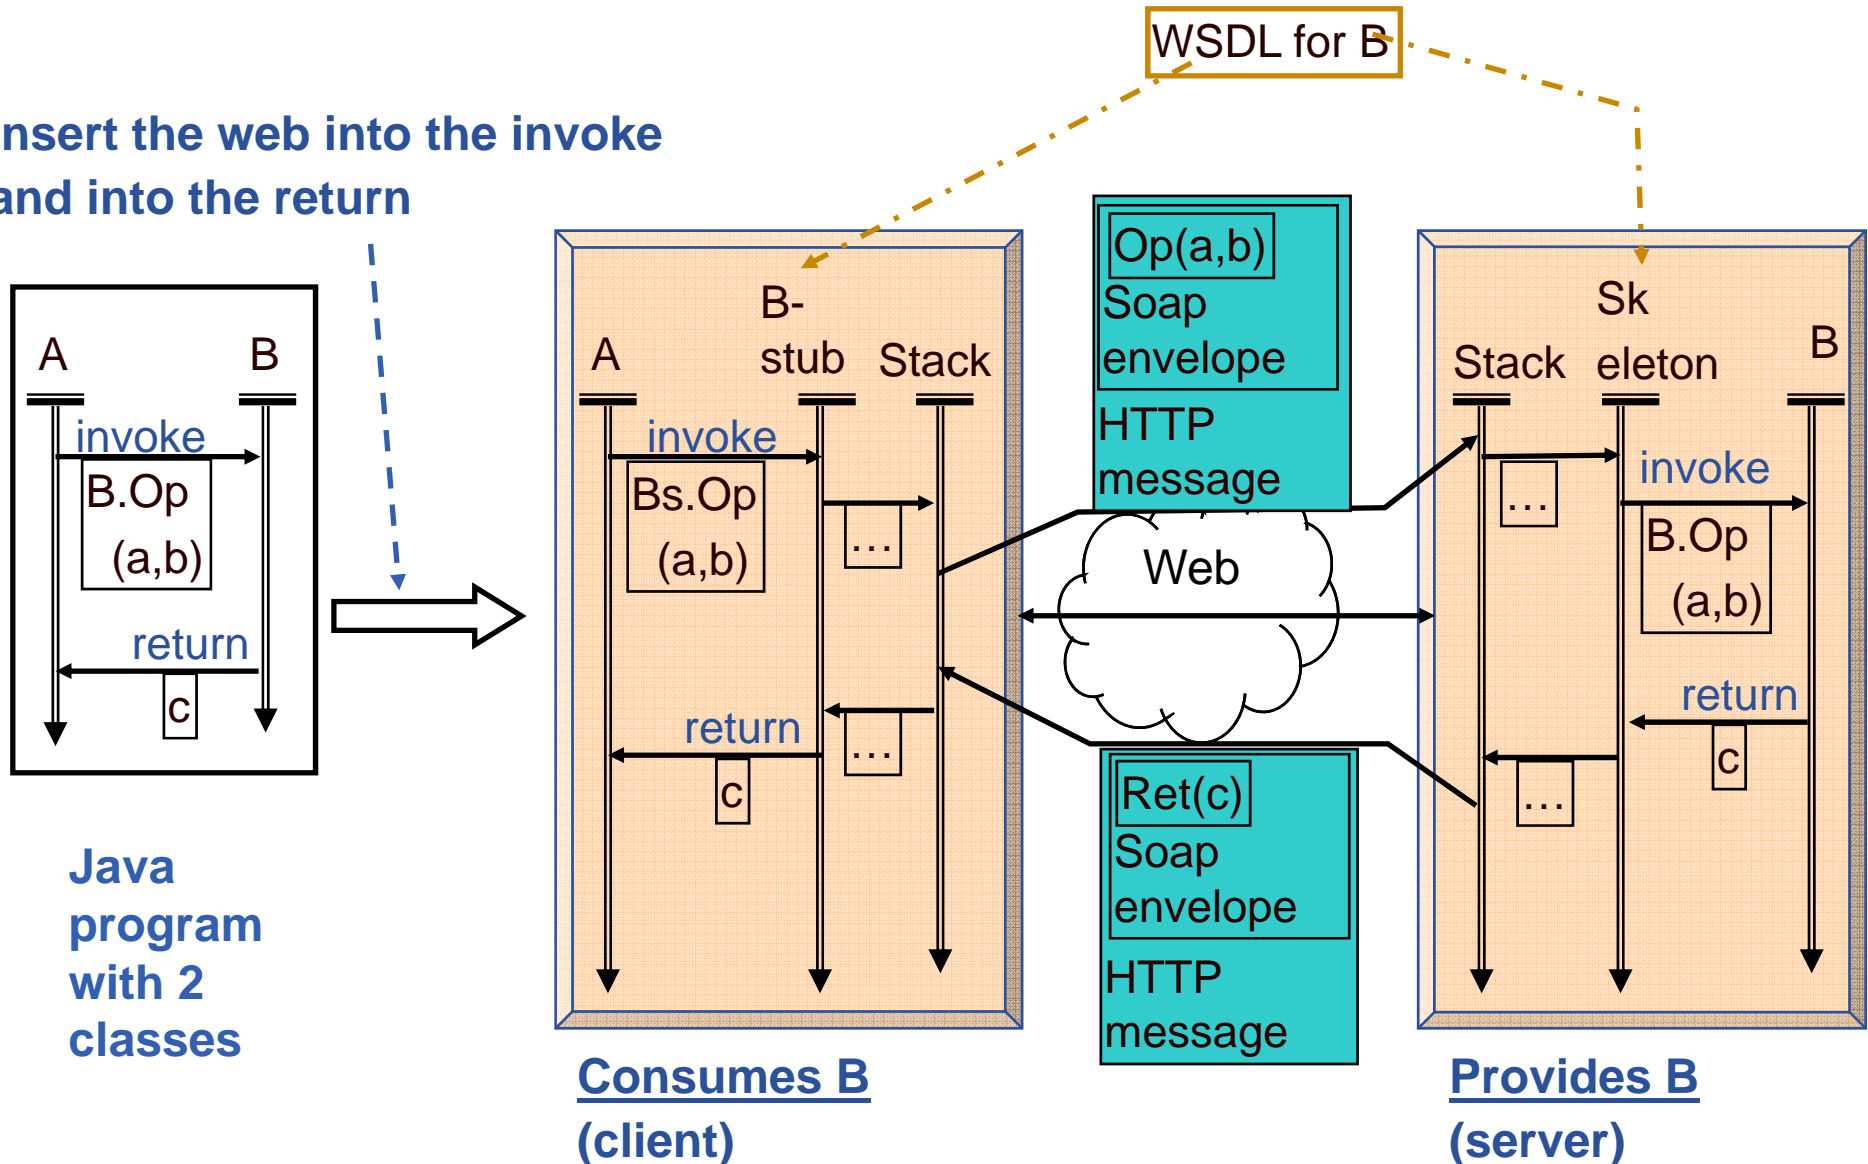 WSDL for B
nsert the web into the invoke
and into the return
A
B
invoke
B.Op
(a,b)
return
c
Java
program
with 2
classes
A
B-
stub
Stack
invoke
Bs.Op
(a,b)
...
return
...
c
Consumes B
(client)
Op(a,b)
Soap
envelope
HTTP
message
Web
Ret(c)
Soap
envelope
HTTP
message
Stack
Sk
eleton
B
...
invoke
B.Op
(a,b)
return
...
c
Provides B
(server)